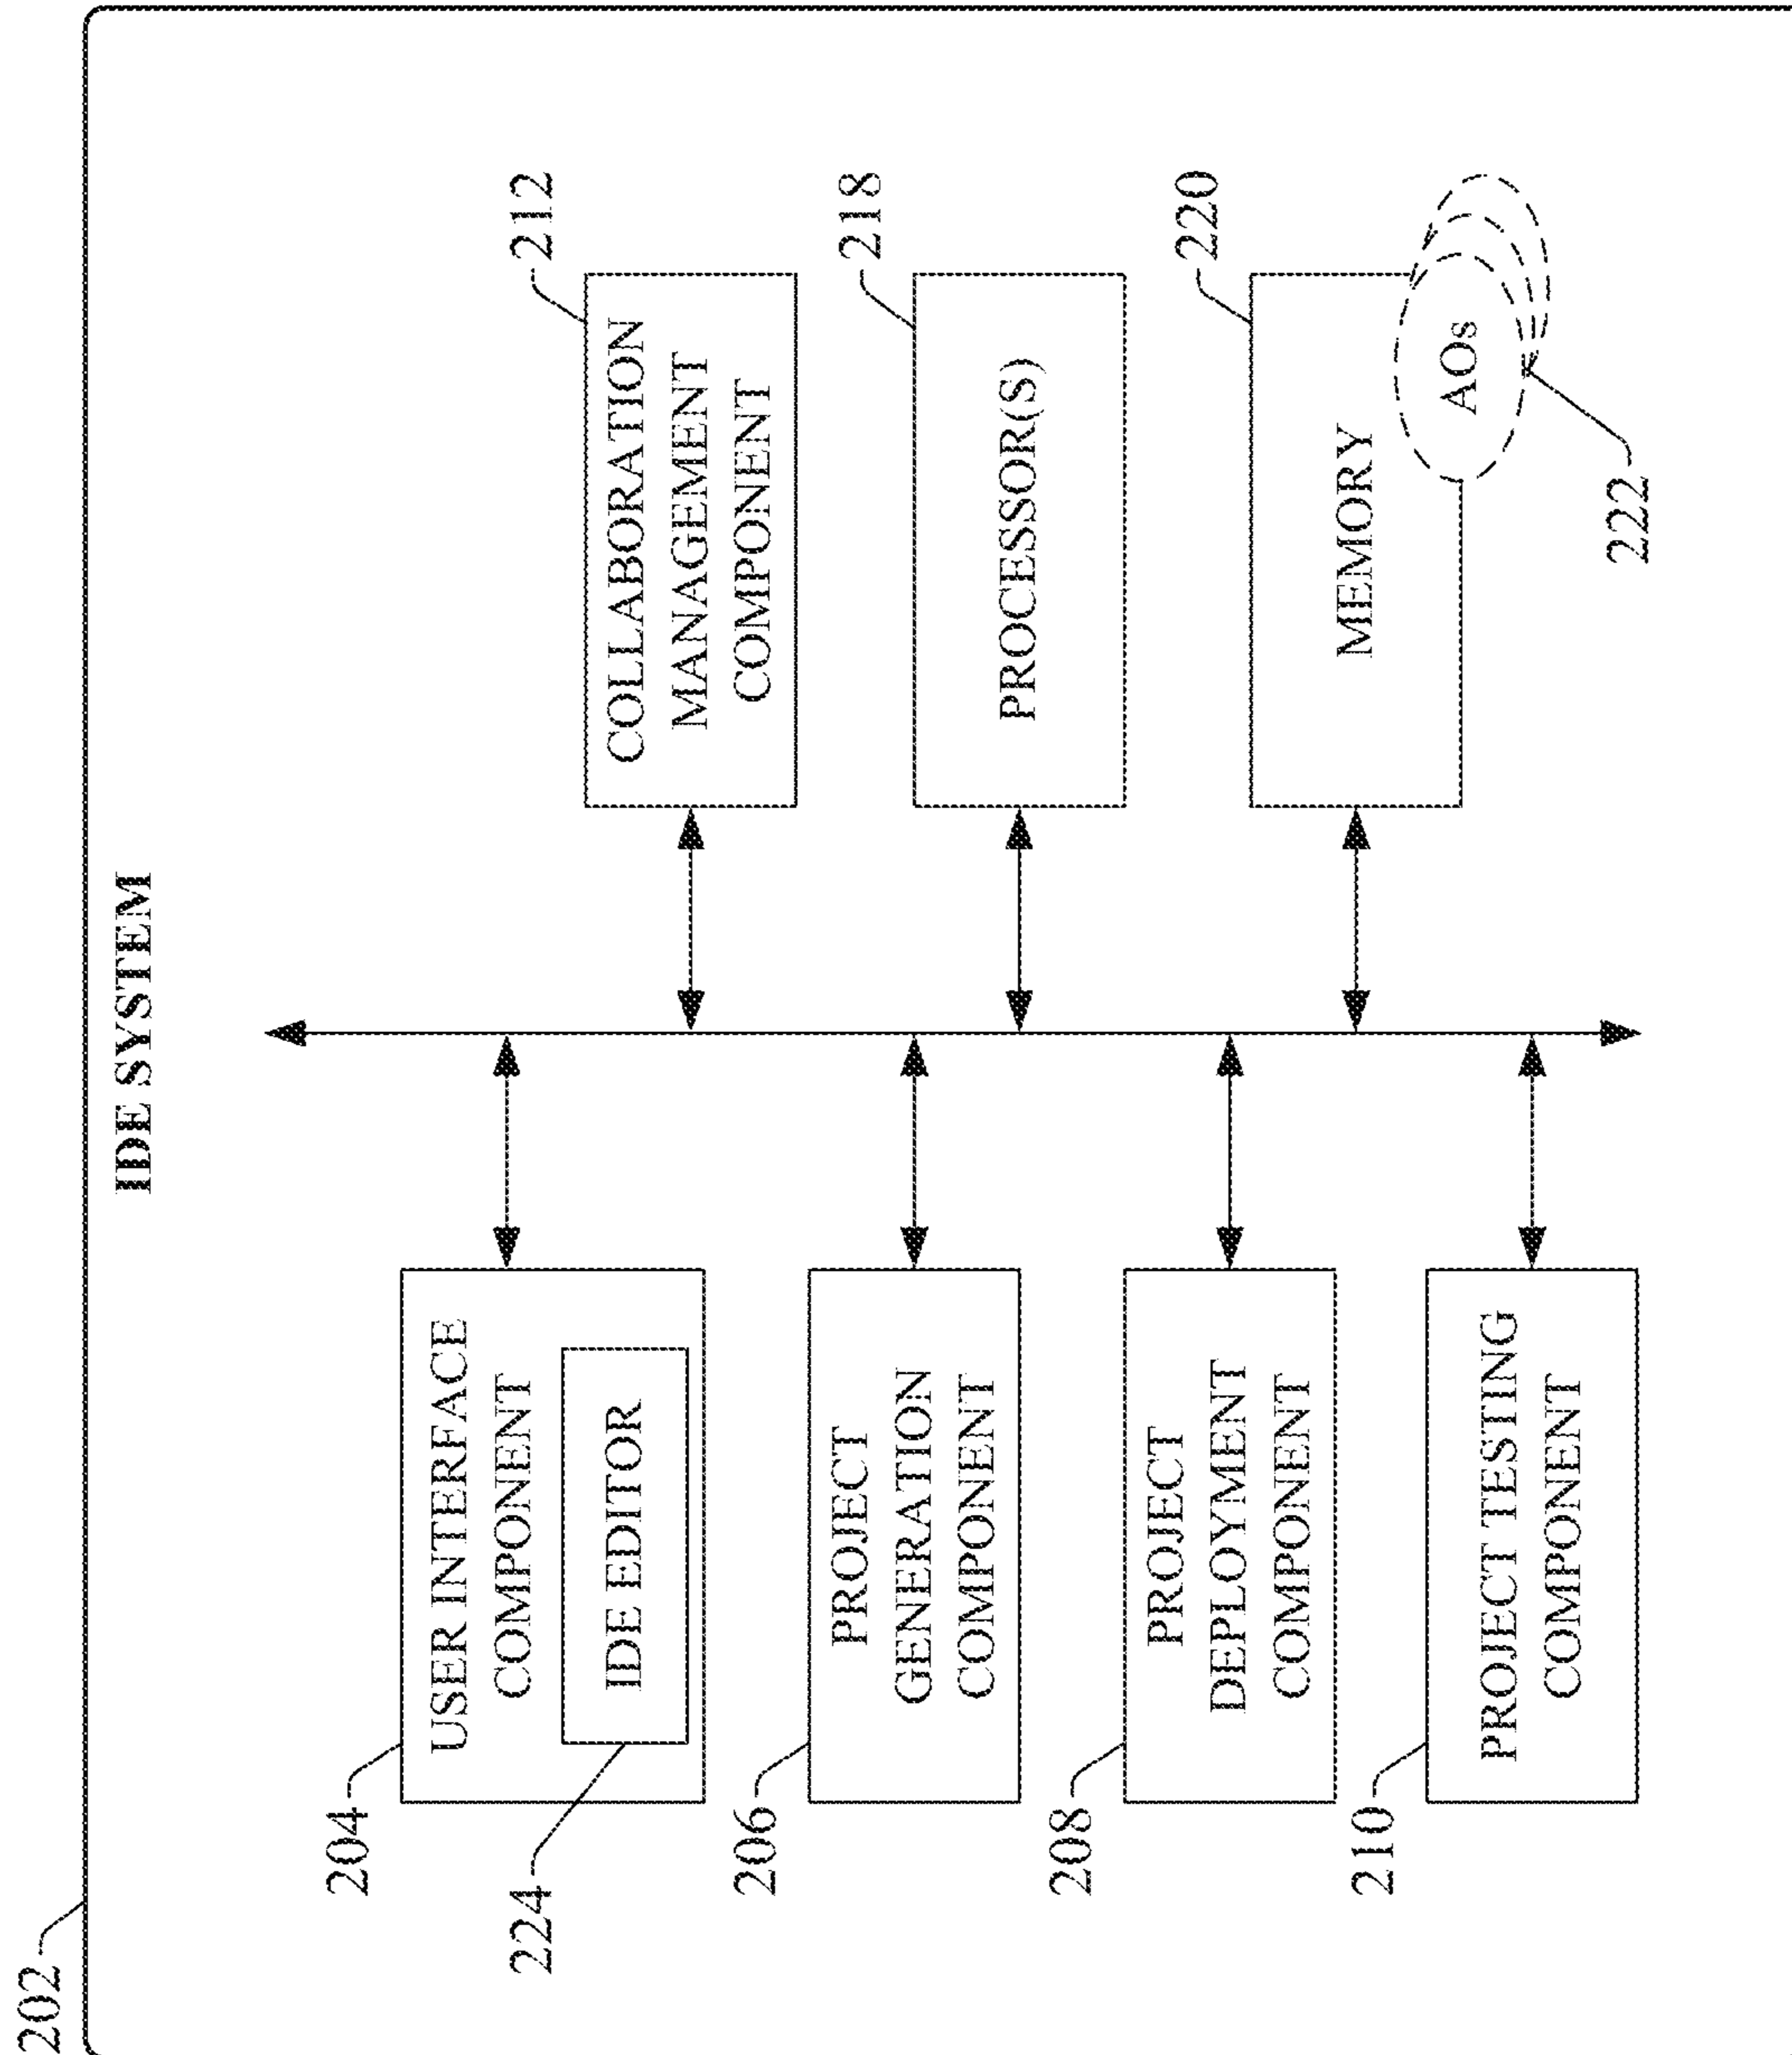 202
IDE SYSTEM
204
USER INTERFACE
COMPONENT
224
IDE EDITOR
206
PROJECT
GENERATION
COMPONENT
208
PROJECT
DEPLOYMENT
COMPONENT
210
PROJECT TESTING
COMPONENT
212
COLLABORATION
MANAGEMENT
COMPONENT
218
PROCESSOR(S)
220
MEMORY
AOs
222